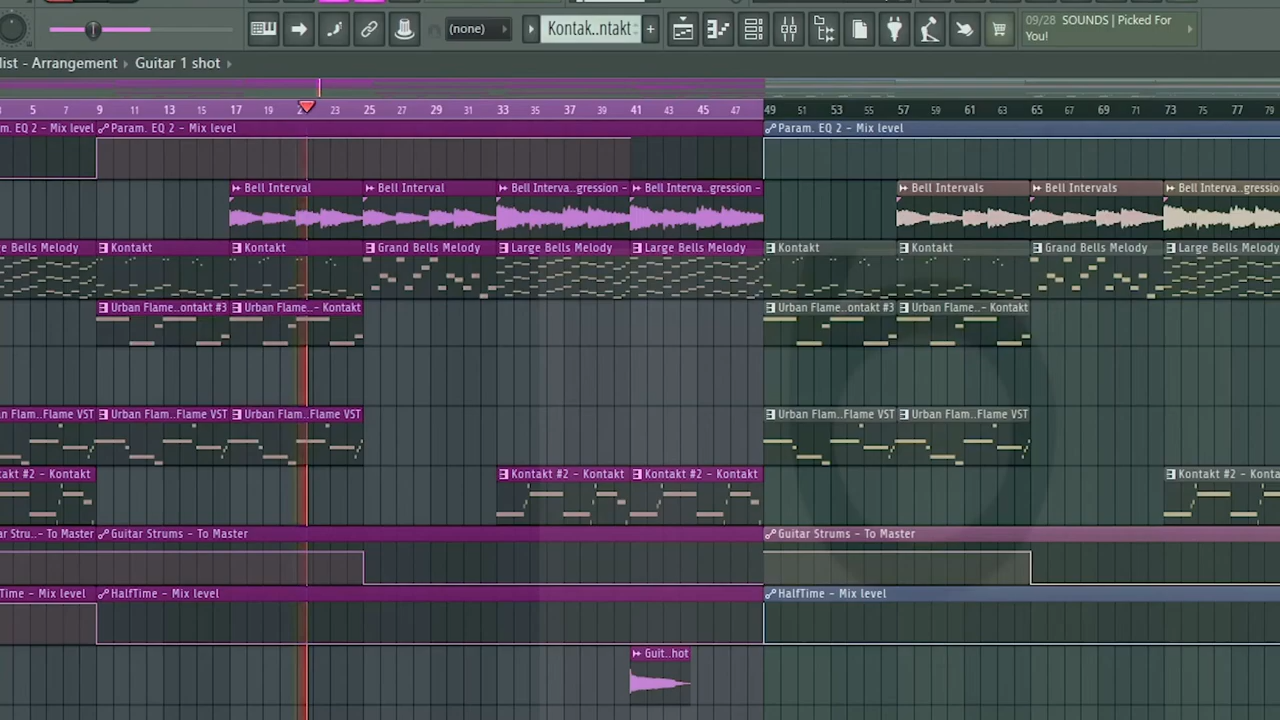 (none)
Kontak..ntakt
09/28 SOUNDS | Picked For
You!
list - Arrangement › Guitar 1 shot ›
5 7 9 11 13 15 17 19 23 25 27 29 31 33 35 37 39 41 43 45 47 49 51 53 55 57 59 61 63 65 67 69 71 73 75 77 79
m. EQ 2 - Mix level Param. EQ 2 - Mix level Param. EQ 2 - Mix level
Bell Interval Bell Interval Bell Interva..gression - Bell Interva..gression - Bell Intervals Bell Intervals Bell Interva..gressio
ge Bells Melody Kontakt Kontakt Grand Bells Melody Large Bells Melody Large Bells Melody Kontakt Kontakt Grand Bells Melody Large Bells Melody
Urban Flame..ontakt #3 Urban Flame..- Kontakt Urban Flame..ontakt #3 Urban Flame..- Kontakt
n Flam..Flame VST Urban Flam..Flame VST Urban Flam..Flame VST Urban Flam..Flame VST Urban Flam..Flame VST
takt #2 - Kontakt Kontakt #2 - Kontakt Kontakt #2 - Kontakt Kontakt #2 - Konta
ar Stru..- To Master Guitar Strums - To Master Guitar Strums - To Master
Time - Mix level HalfTime - Mix level HalfTime - Mix level
Guit..hot